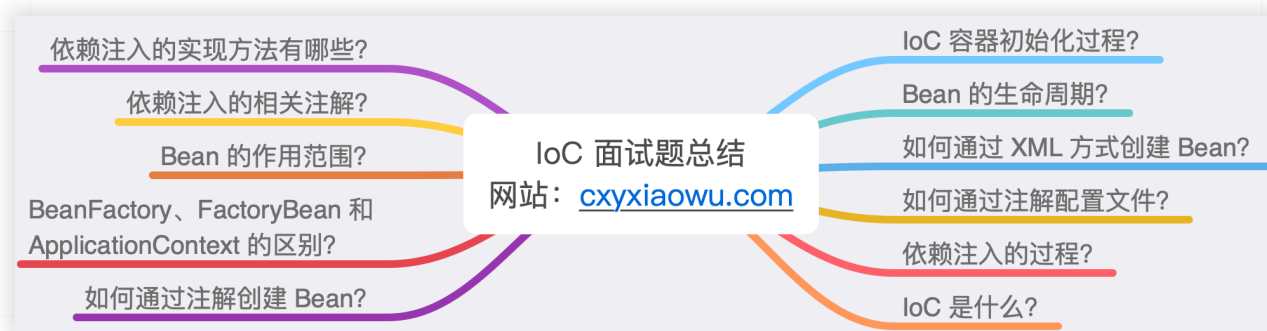 依赖注入的实现方法有哪些?
依赖注入的相关注解?
Bean 的作用范围?
BeanFactory、FactoryBean 和
ApplicationContext 的区别?
如何通过注解创建 Bean?
IoC 面试题总结
网站：cxyxiaowu.com
IoC 容器初始化过程?
Bean 的生命周期?
如何通过 XML 方式创建 Bean?
如何通过注解配置文件?
依赖注入的过程?
IoC 是什么?